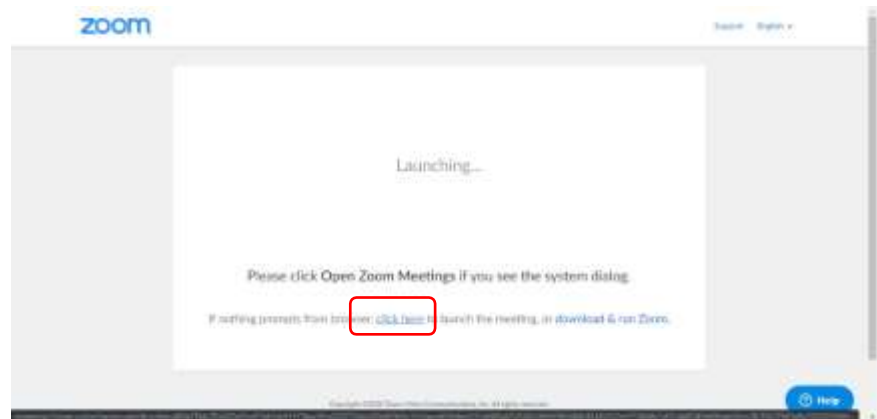 zoom
Support English
Launching...
Please click Open Zoom Meetings if you see the system dialog.
If nothing prompts from browser, click here to launch the meeting, or download & run Zoom.
Help